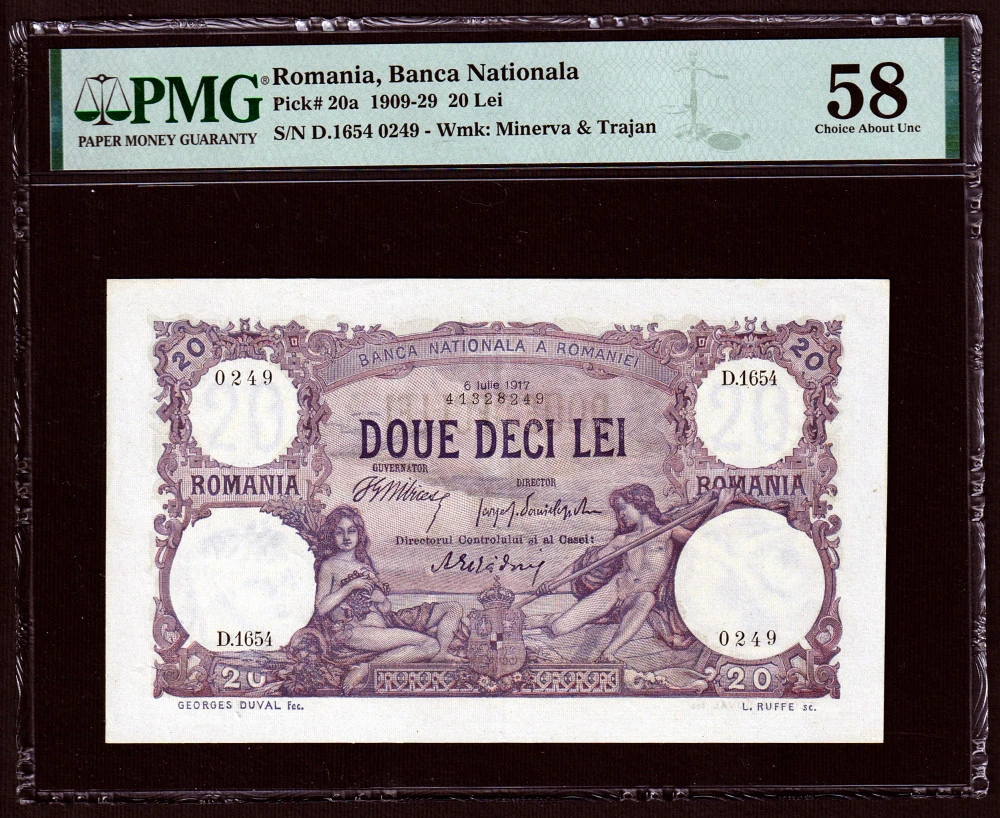 PMG®
PAPER MONEY GUARANTY
Romania, Banca Nationala
Pick# 20a 1909-29 20 Lei
S/N D.1654 0249 - Wmk: Minerva & Trajan
58
Choice About Unc
20
20
BANCA NATIONALA A ROMANIEI
0249
D.1654
6 Iulie 1917
41328249
DOUE DECI LEI
GUVERNATOR
DIRECTOR
ROMANIA
ROMANIA
Directorul Controlului și al Casei:
D.1654
0249
20
20
GEORGES DUVAL fec.
L. RUFFE sc.